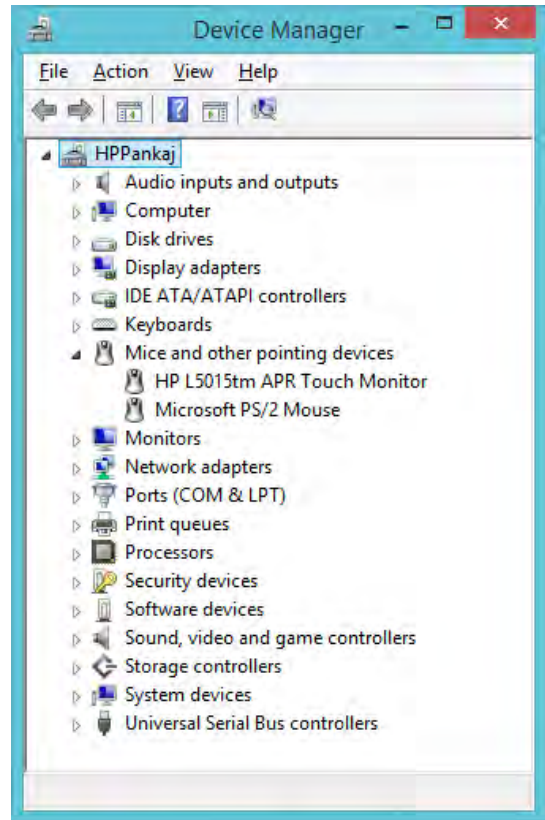 Device Manager
File Action View Help
HPPankaj
Audio inputs and outputs
Computer
Disk drives
Display adapters
IDE ATA/ATAPI controllers
Keyboards
Mice and other pointing devices
HP L5015tm APR Touch Monitor
Microsoft PS/2 Mouse
Monitors
Network adapters
Ports (COM & LPT)
Print queues
Processors
Security devices
Software devices
Sound, video and game controllers
Storage controllers
System devices
Universal Serial Bus controllers